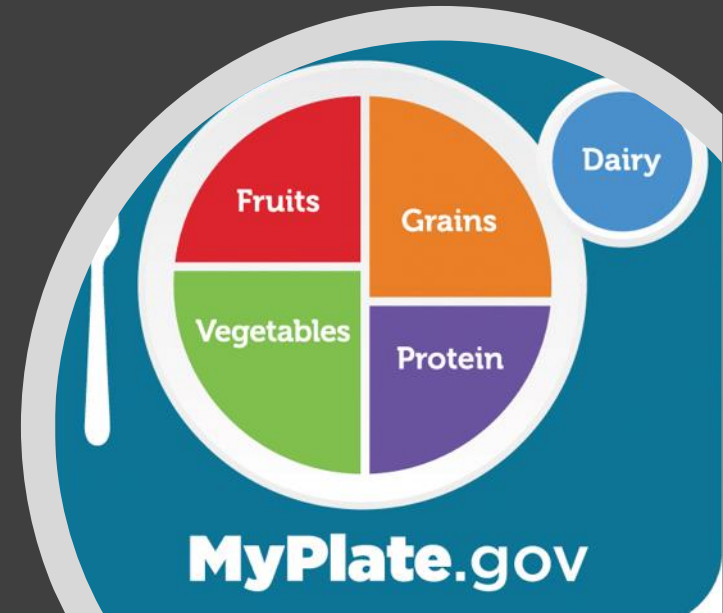 Fruits
Grains
Dairy
Vegetables
Protein
MyPlate.gov